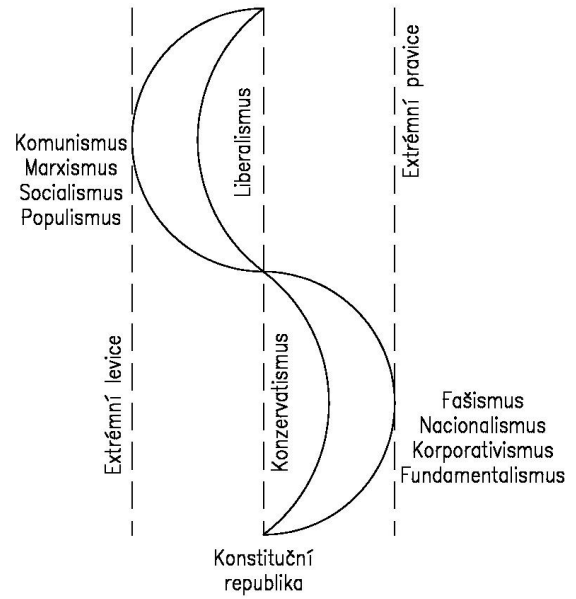 Extrémní pravice
Liberalismus
Komunismus
Marxismus
Socialismus
Populismus
Extrémní levice
Konzervatismus
Fašismus
Nacionalismus
Korporativismus
Fundamentalismus
Konstituční
republika